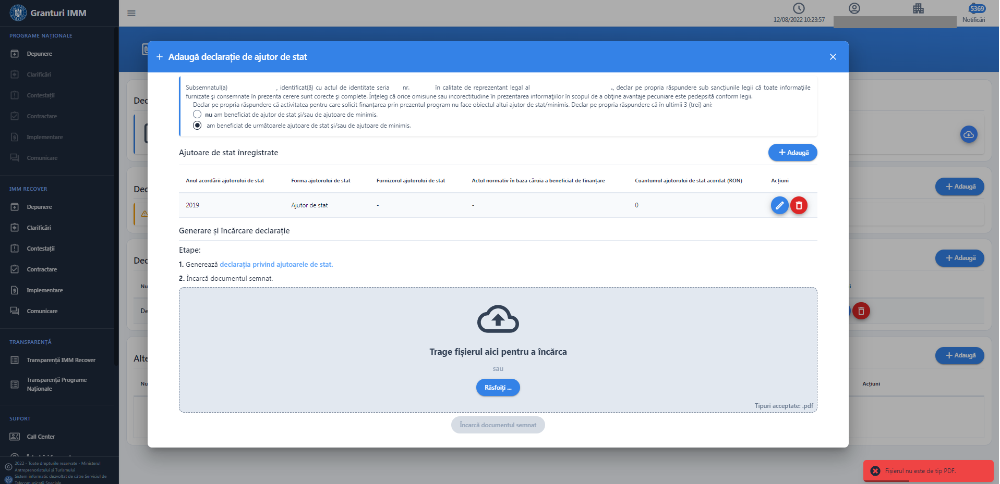 Granturi IMM
12/08/2022 10:23:57
5369
Notificări
PROGRAME NAȚIONALE
Depunere
Clarificări
Contestații
Contractare
Implementare
Comunicare
IMM RECOVER
Depunere
Clarificări
Contestații
Contractare
Implementare
Comunicare
TRANSPARENȚĂ
Transparență IMM Recover
Transparență Programe
Naționale
SUPORT
Call Center
2022 - Toate drepturile rezervate - Ministerul
Antreprenoriatului și Turismului
Sistem informatic dezvoltat de către Serviciul de
Telecomunicații Speciale
Adaugă declarație de ajutor de stat
Subsemnatul(a) , identificat(ă) cu actul de identitate seria nr. în calitate de reprezentant legal al ., declar pe propria răspundere sub sancțiunile legii că toate informaţiile
furnizate şi consemnate în prezenta cerere sunt corecte şi complete. Înţeleg că orice omisiune sau incorectitudine în prezentarea informaţiilor în scopul de a obţine avantaje pecuniare este pedepsită conform legii.
Declar pe propria răspundere că activitatea pentru care solicit finanțarea prin prezentul program nu face obiectul altui ajutor de stat/minimis. Declar pe propria răspundere că în ultimii 3 (trei) ani:
nu am beneficiat de ajutor de stat și/sau de ajutoare de minimis.
am beneficiat de următoarele ajutoare de stat și/sau de ajutoare de minimis.
Ajutoare de stat înregistrate
Adaugă
Anul acordării ajutorului de stat Forma ajutorului de stat Furnizorul ajutorului de stat Actul normativ în baza căruia a beneficiat de finanțare Cuantumul ajutorului de stat acordat (RON) Acțiuni
2019 Ajutor de stat - - 0
Generare și încărcare declarație
Etape:
1. Generează declarația privind ajutoarele de stat.
2. Încarcă documentul semnat.
Trage fișierul aici pentru a încărca
sau
Răsfoiți ...
Tipuri acceptate: .pdf
Încarcă documentul semnat
Dec
Dec
Adaugă
Dec
Adaugă
Nu
De
Alte
Adaugă
Nu
Acțiuni
Fișierul nu este de tip PDF.